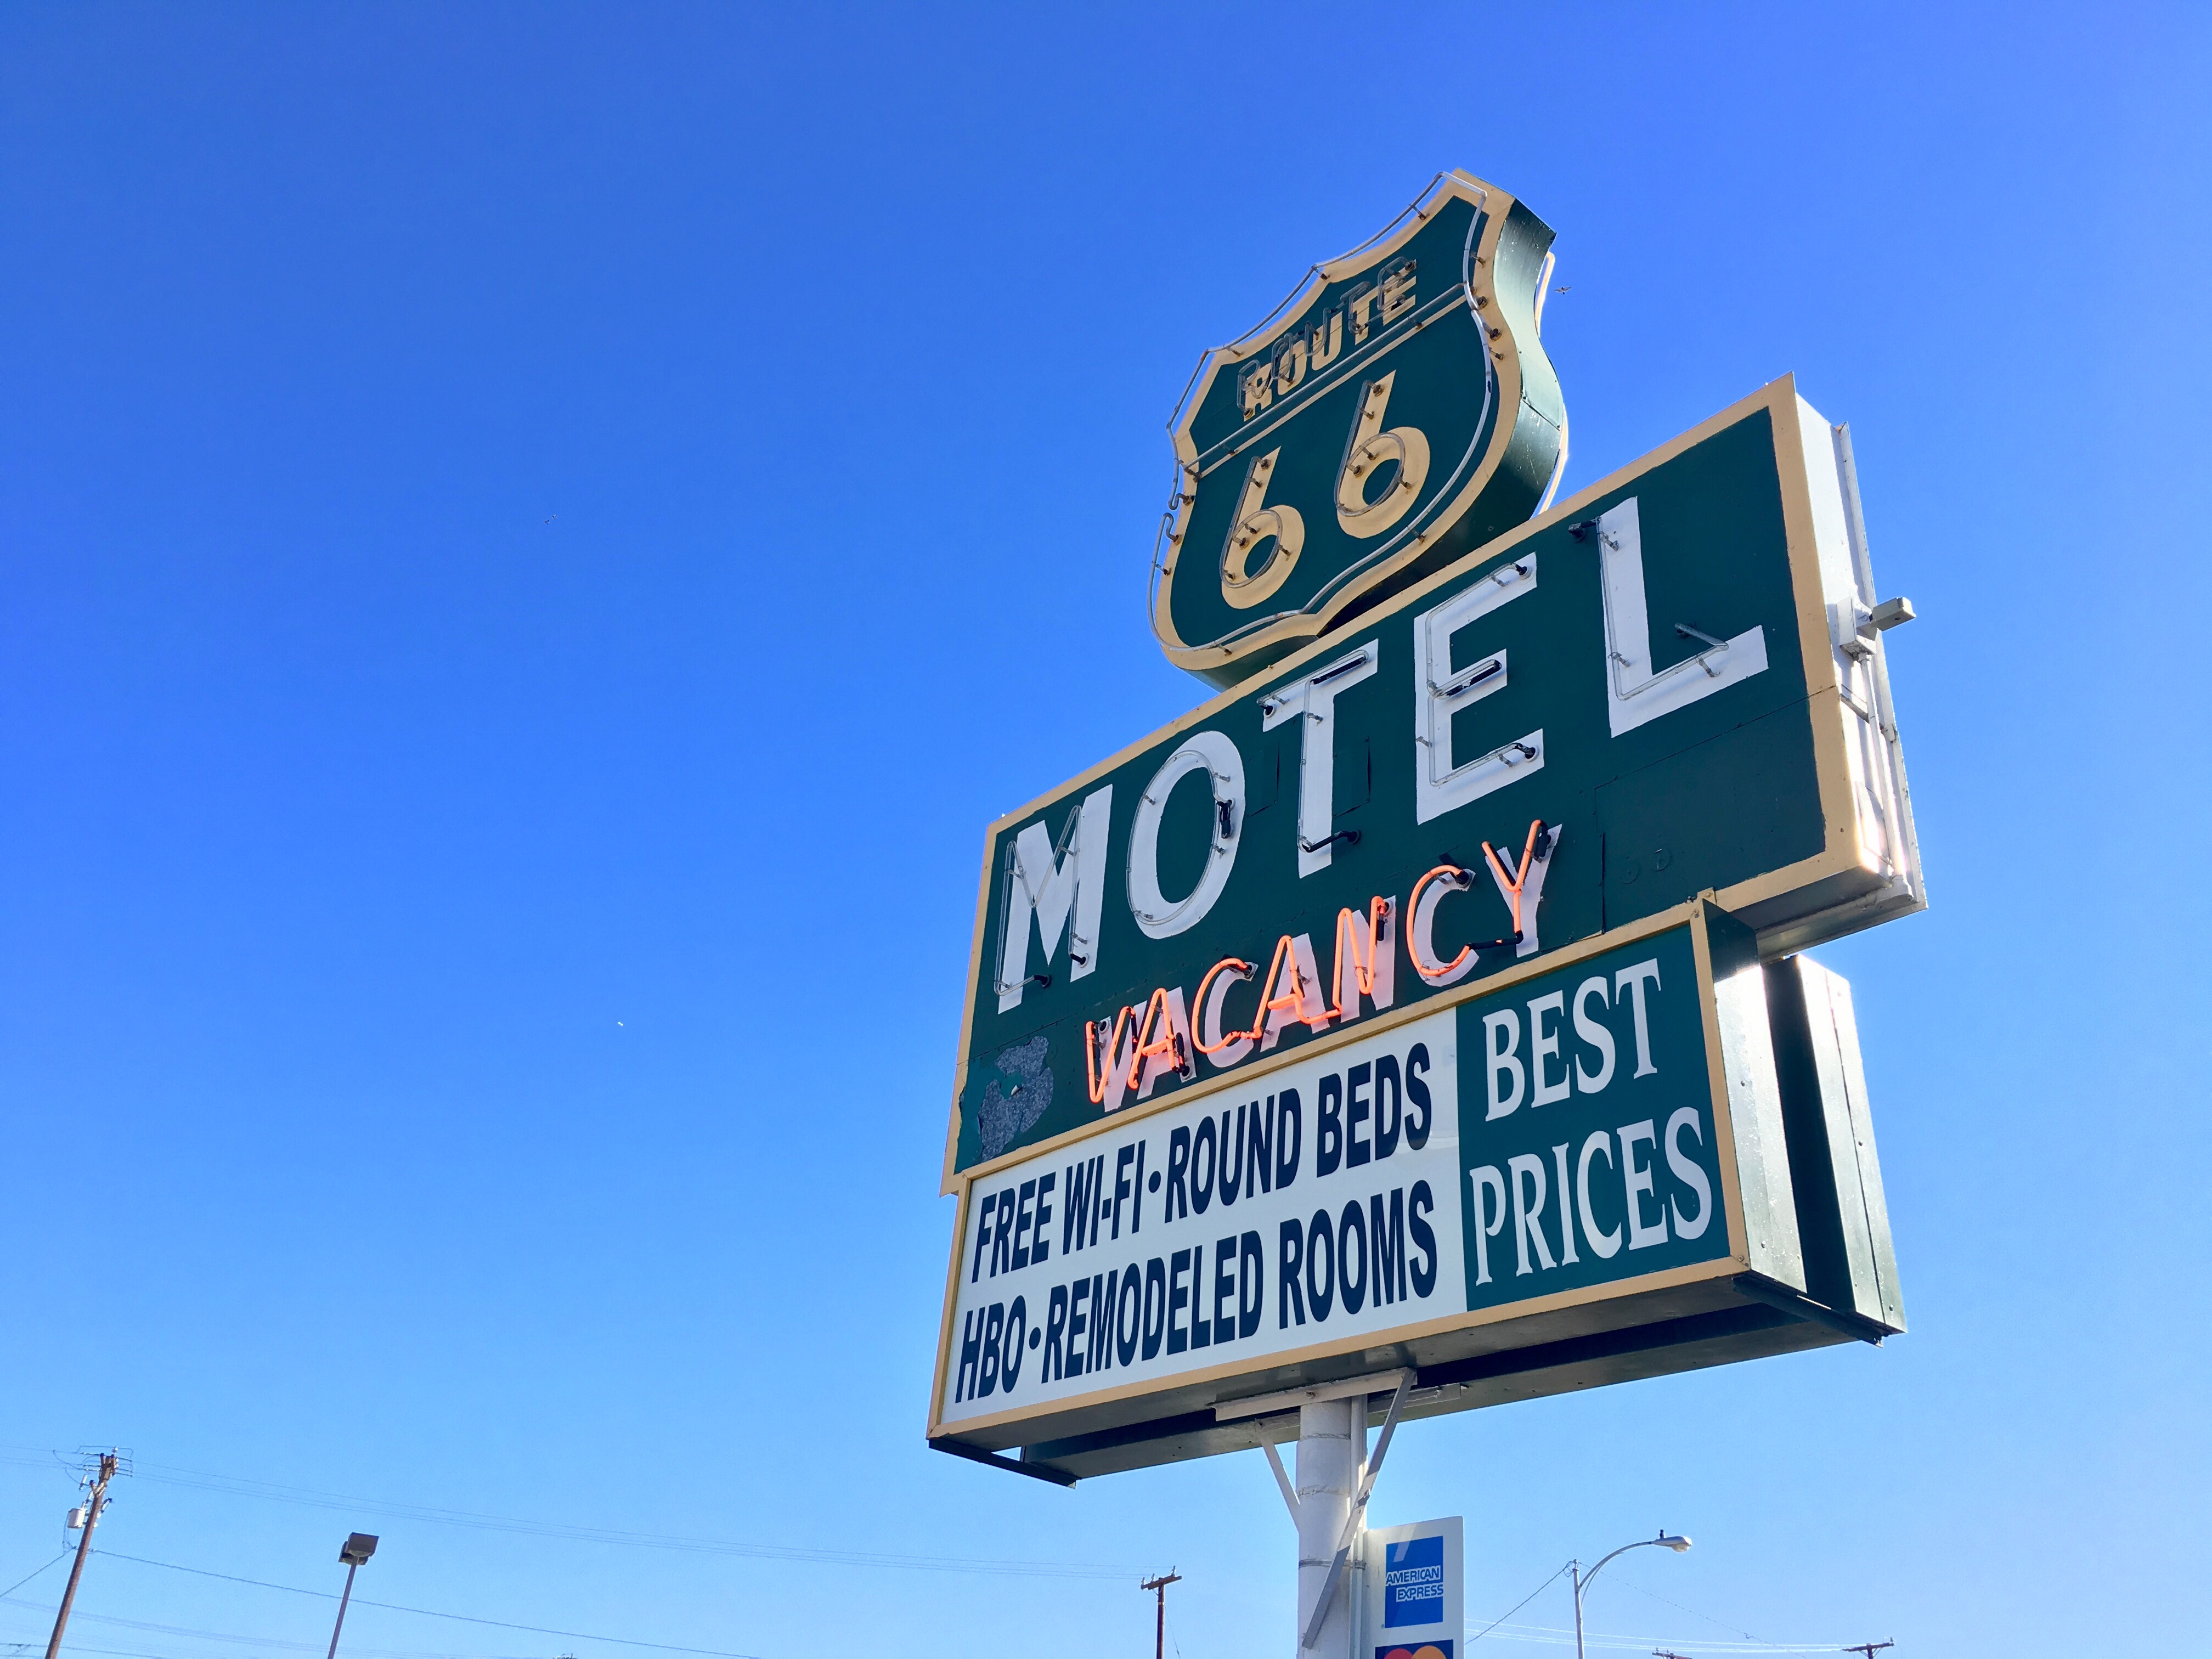 ROUTE
66
MOTEL
VACANCY
FREE WI-FI•ROUND BEDS
HBO•REMODELED ROOMS
BEST
PRICES
AMERICAN
EXPRESS